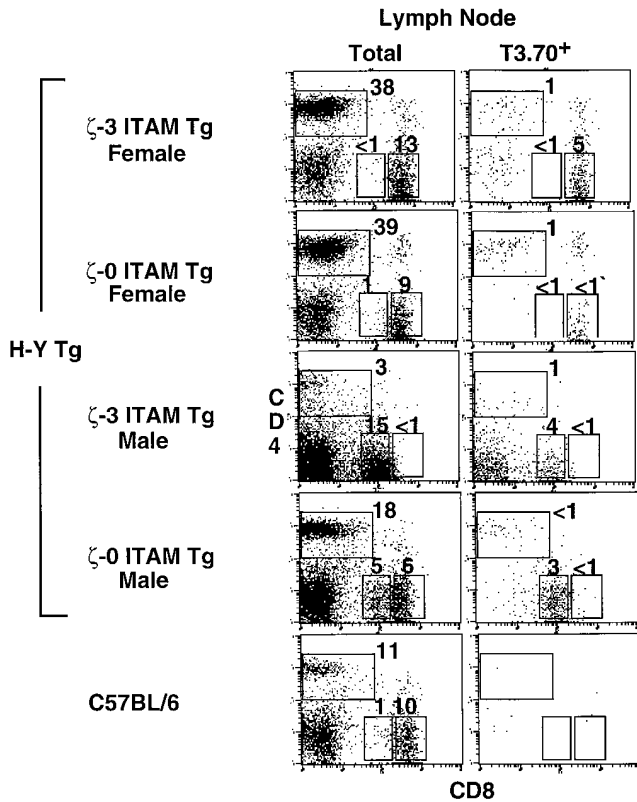 Lymph Node
Total T3.70+
ζ-3 ITAM Tg
Female
38
<1 13
1
<1 5
ζ-0 ITAM Tg
Female
39
1 9
1
<1 <1`
H-Y Tg
ζ-3 ITAM Tg
Male
CD4
3
15 <1
1
4 <1
ζ-0 ITAM Tg
Male
18
5 6
<1
3 <1
C57BL/6
11
1 10
CD8